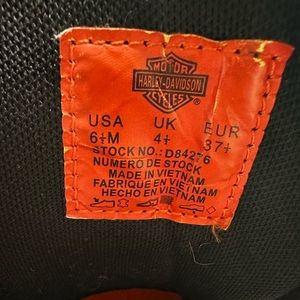 MOTOR
HARLEY-DAVIDSON
CYCLES
USA UK EUR
6½M 4½ 37½
STOCK NO.: D84276
NUMERO DE STOCK
MADE IN VIETNAM
FABRIQUE EN VIETNAM
HECHO EN VIETNAM